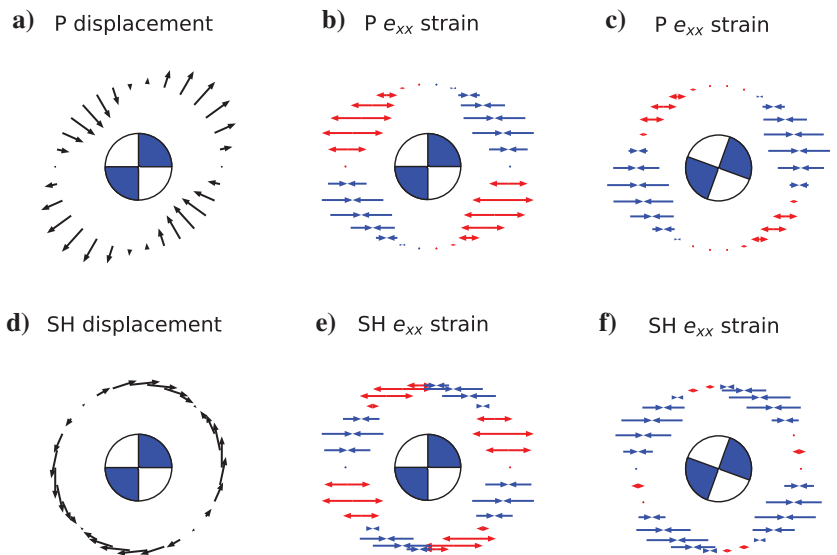 a) P displacement
b) P eₓₓ strain
c) P eₓₓ strain
d) SH displacement
e) SH eₓₓ strain
f) SH eₓₓ strain